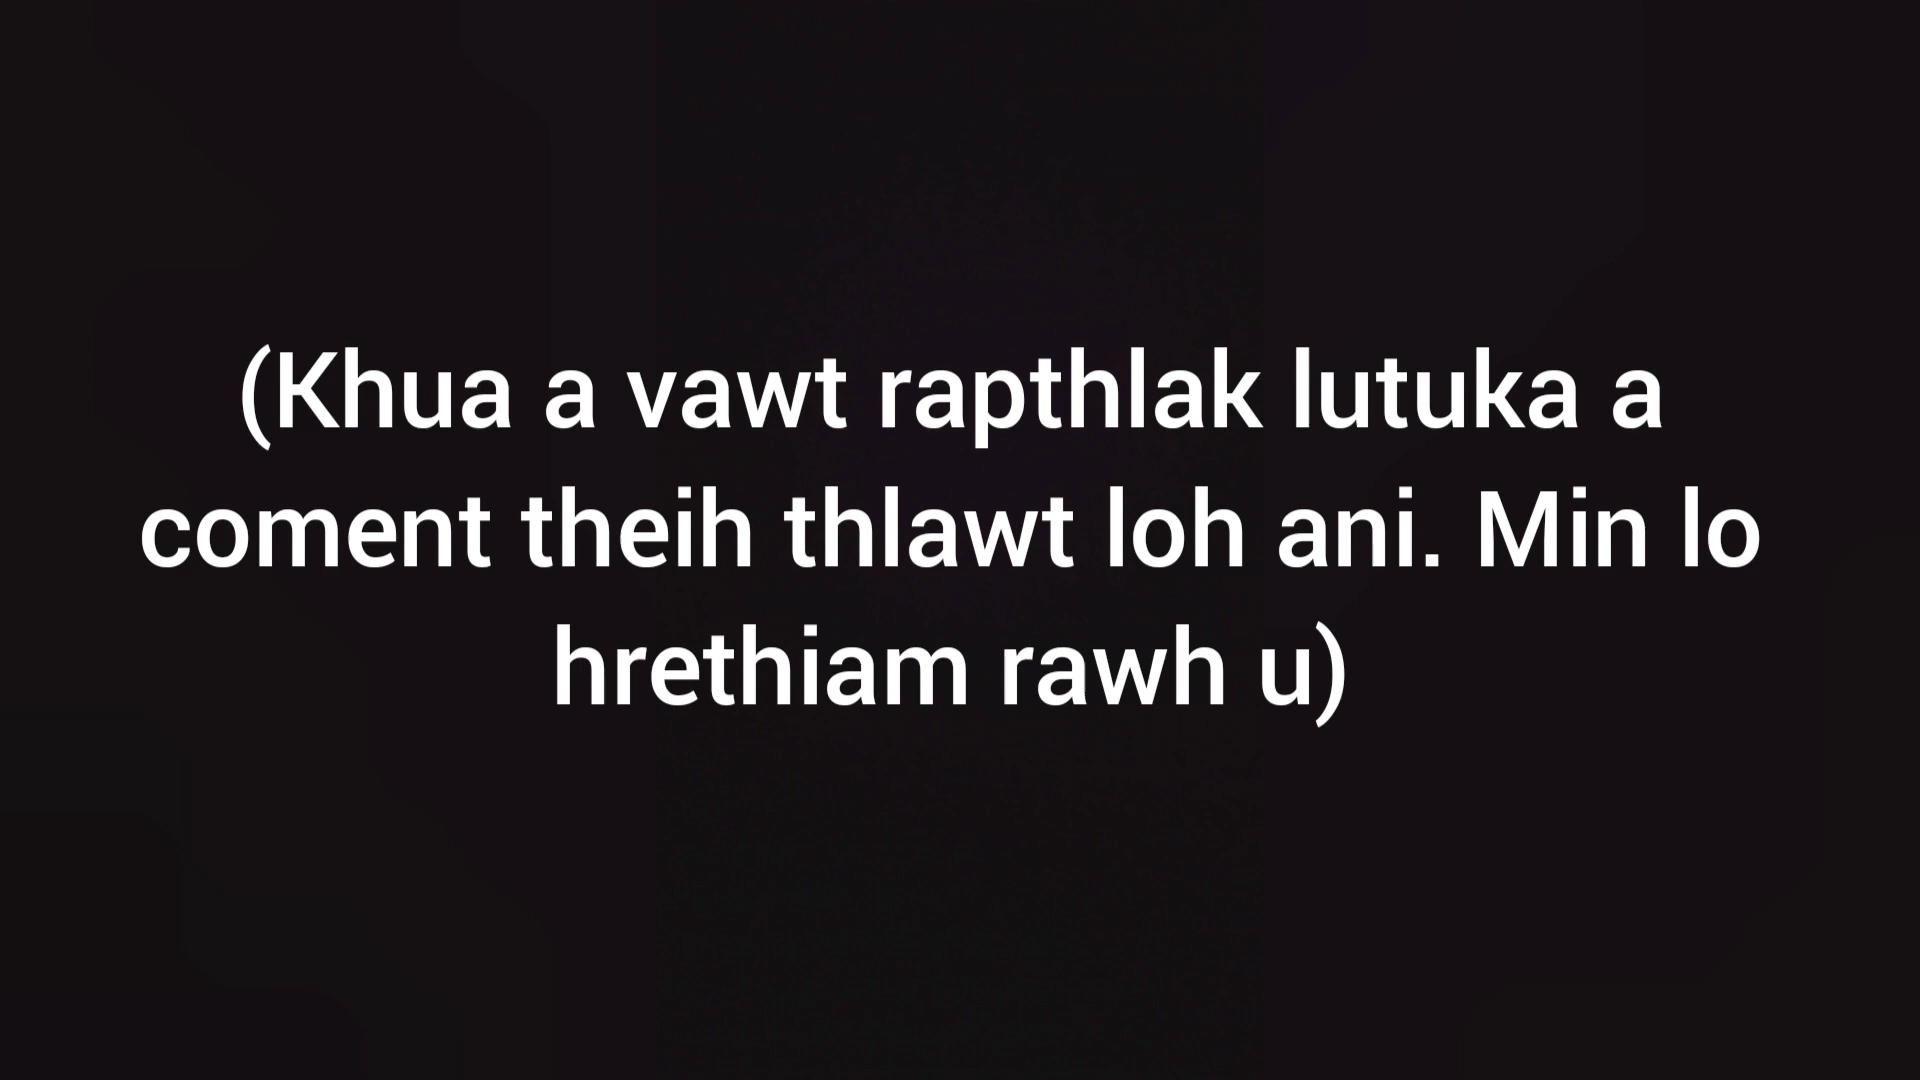 (Khua a vawt rapthlak lutuka a
coment theih thlawt loh ani. Min lo
hrethiam rawh u)